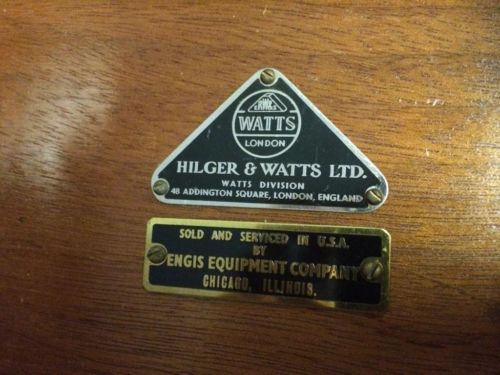 WATTS
LONDON
HILGER & WATTS LTD.
WATTS DIVISION
48 ADDINGTON SQUARE, LONDON, ENGLAND
SOLD AND SERVICED IN U.S.A.
BY
ENGIS EQUIPMENT COMPANY
CHICAGO, ILLINOIS.